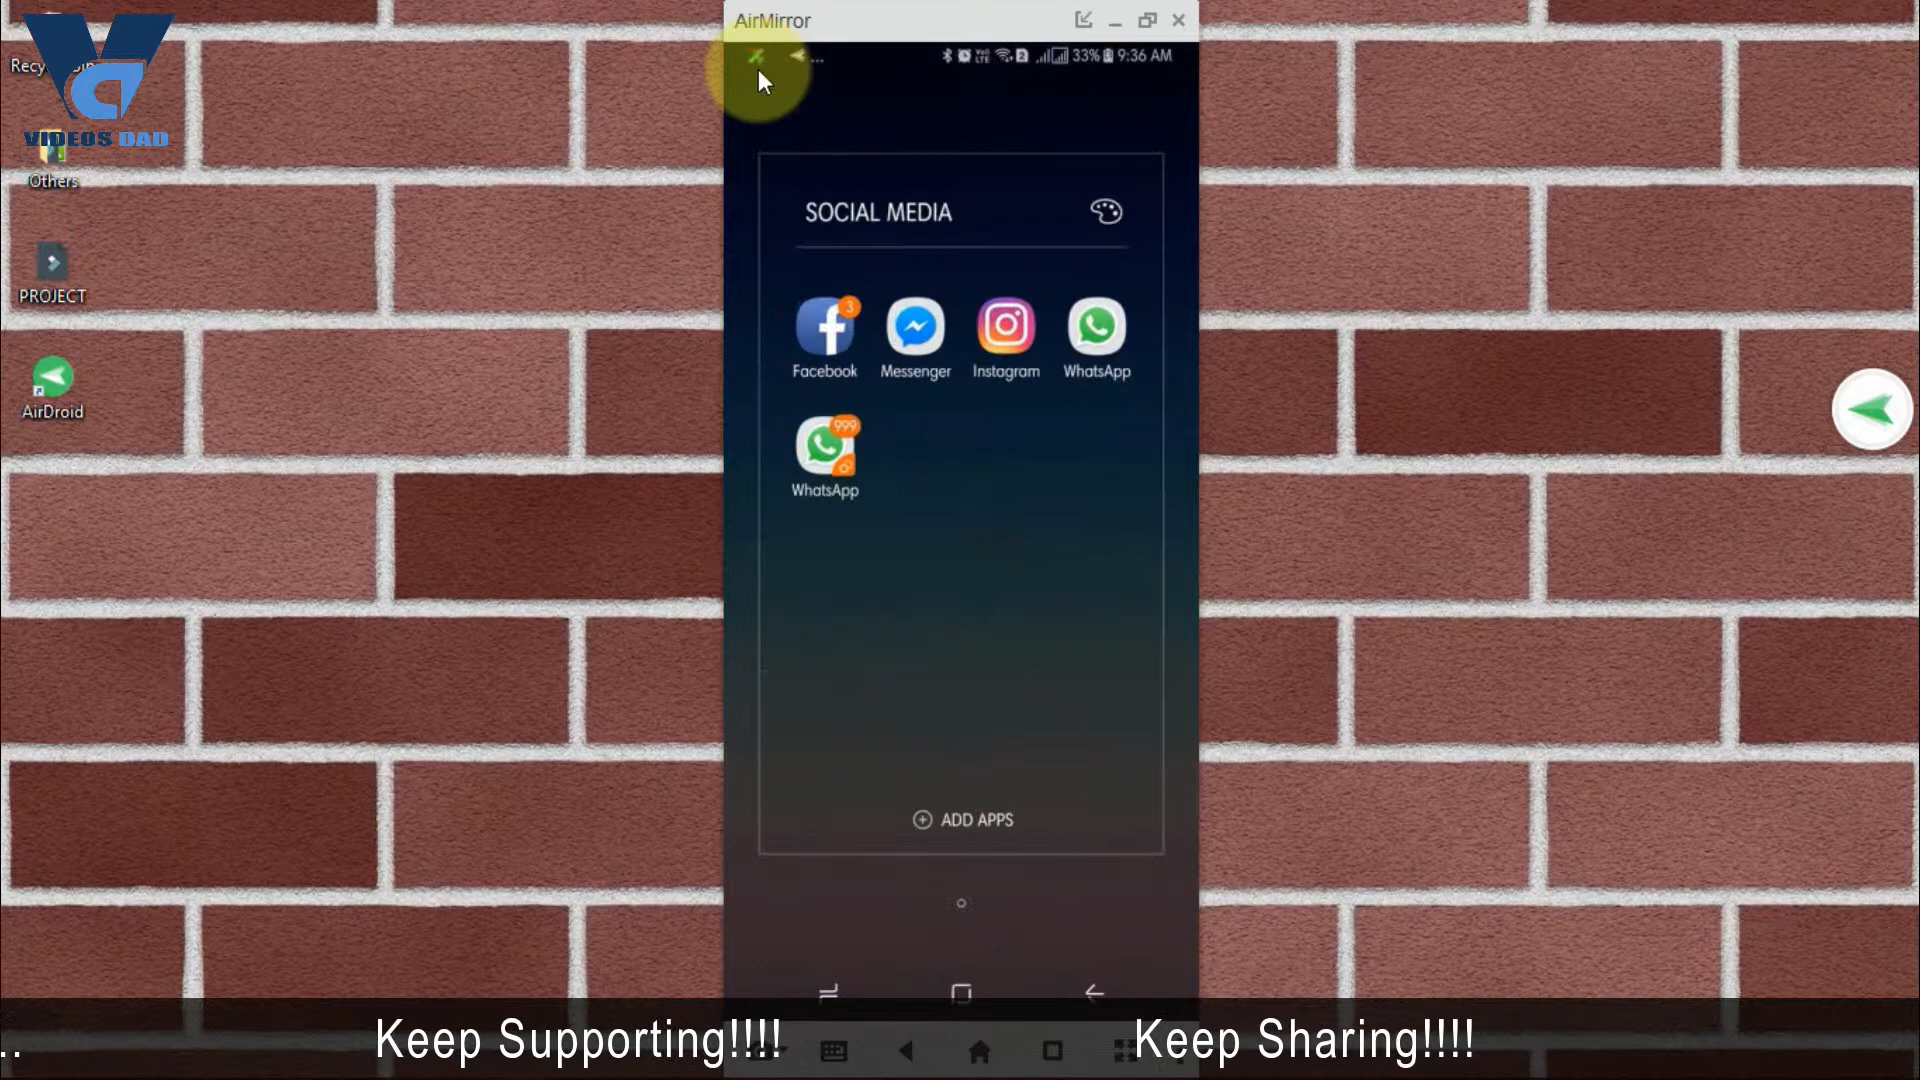 AirMirror
VIDEOS DAD
Others
PROJECT
AirDroid
33% 9:36 AM
SOCIAL MEDIA
3
Facebook
Messenger
Instagram
WhatsApp
999
WhatsApp
ADD APPS
..
Keep Supporting!!!!
Keep Sharing!!!!